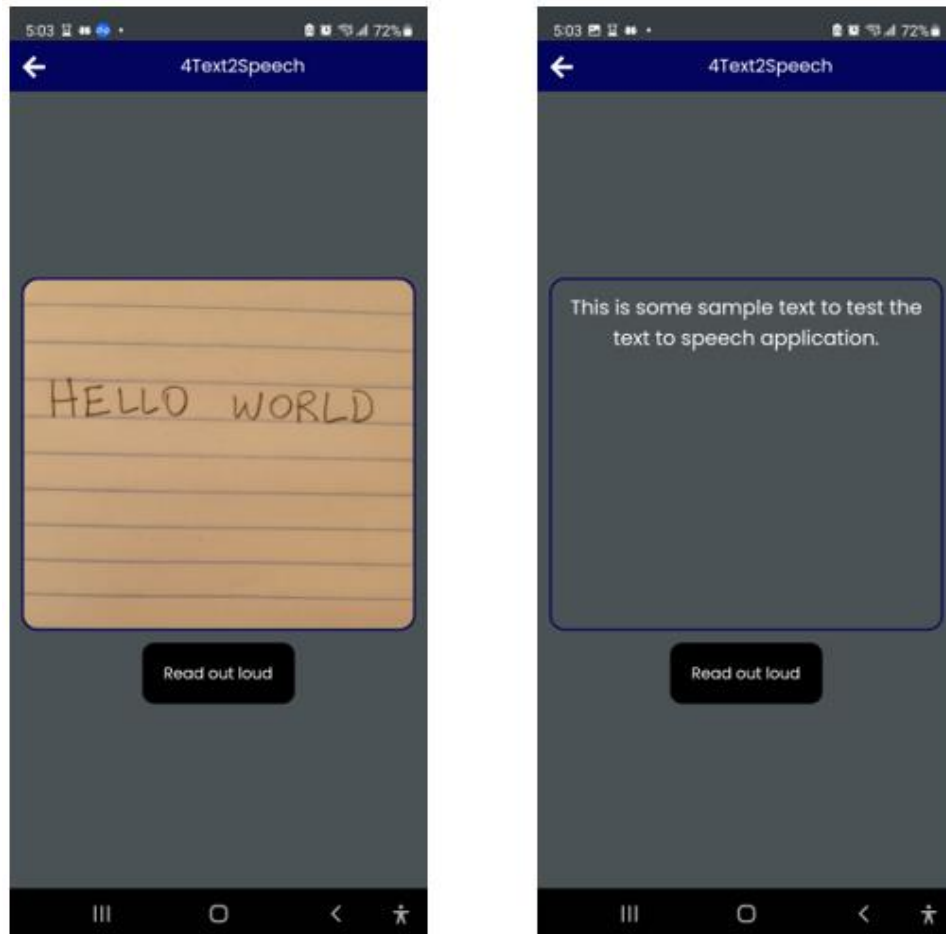 5:03
72%
4Text2Speech
HELLO WORLD
Read out loud
5:03
72%
4Text2Speech
This is some sample text to test the
text to speech application.
Read out loud